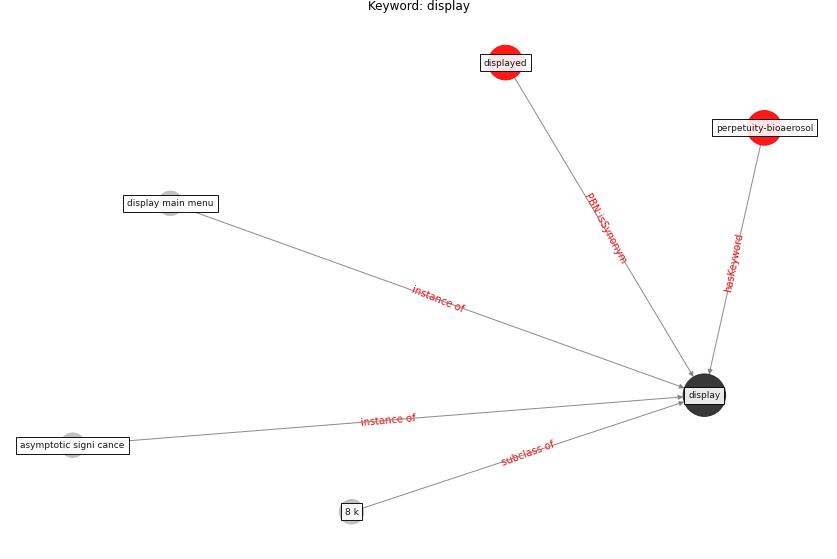 Keyword: display
displayed
perpetuity-bioaerosol
display main menu
PBN:isSynonym
hasKeyword
instance of
display
instance of
asymptotic signi cance
subclass of
8 k